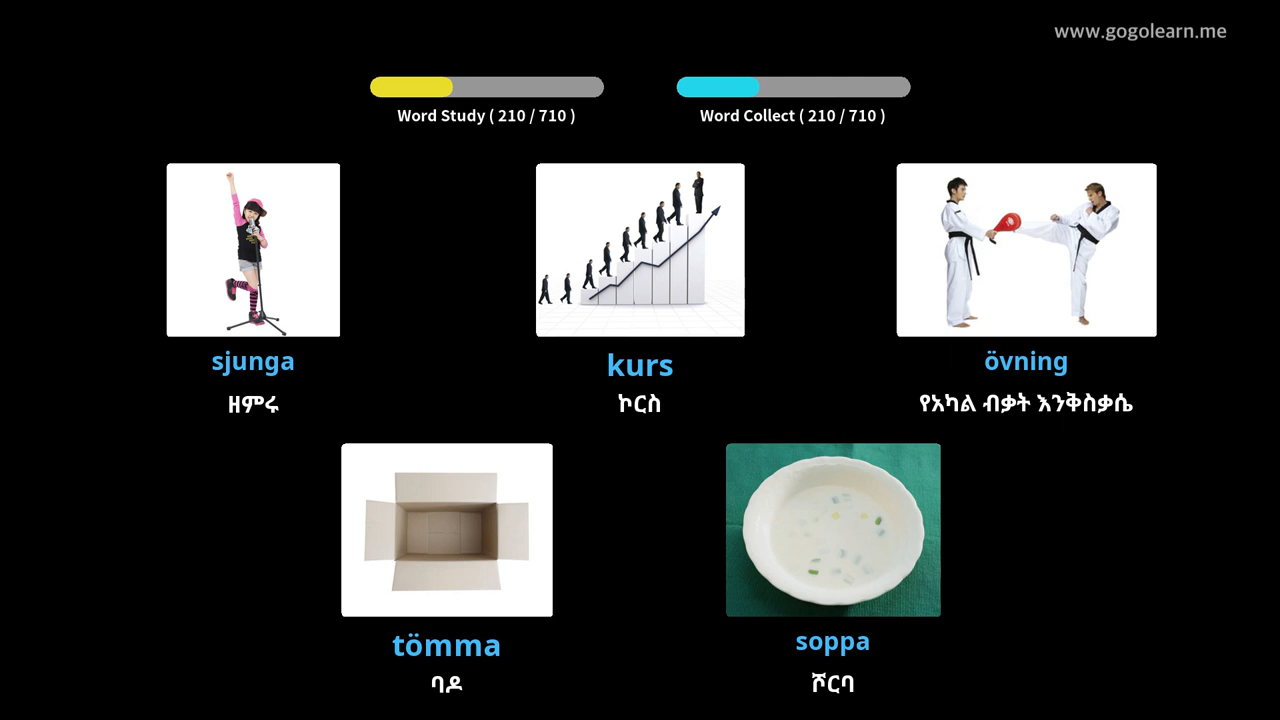 www.gogolearn.me
Word Study ( 210 / 710 )
Word Collect ( 210 / 710 )
sjunga
ዘምሩ
kurs
ኮርስ
övning
የአካል ብቃት እንቅስቃሴ
tömma
ባዶ
soppa
ሾርባ